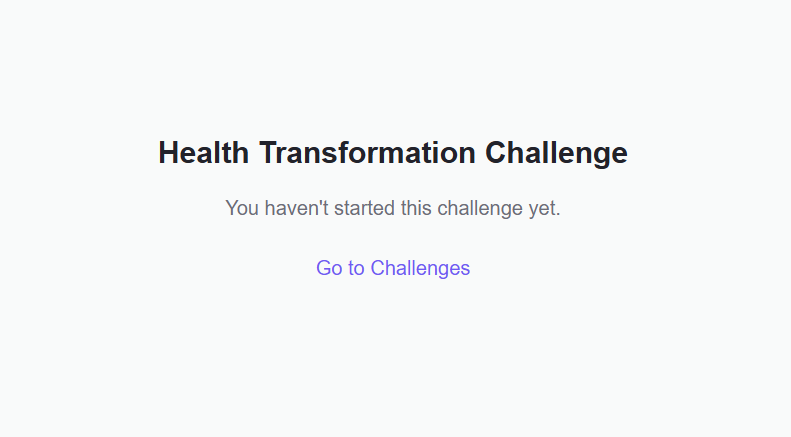 Health Transformation Challenge
You haven't started this challenge yet.
Go to Challenges